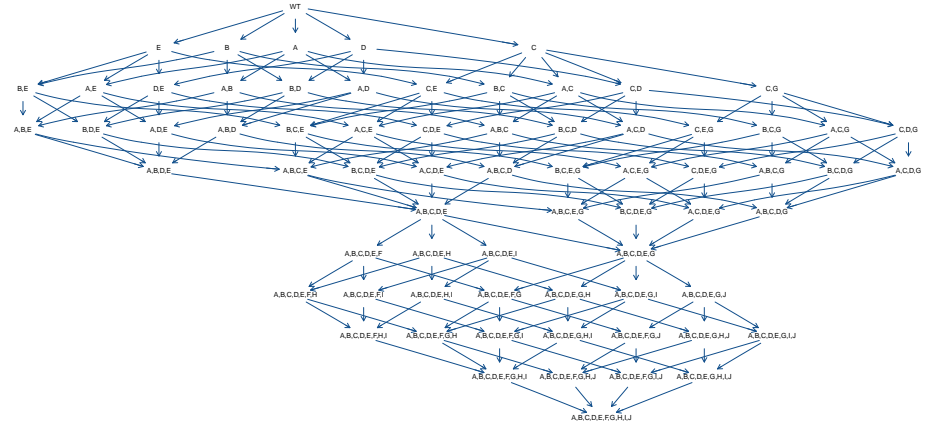 WT
E B A D C
B,E A,E D,E A,B B,D A,D C,E B,C A,C C,D C,G
A,B,E B,D,E A,D,E A,B,D B,C,E A,C,E C,D,E A,B,C B,C,D A,C,D C,E,G B,C,G A,C,G C,D,G
A,B,D,E A,B,C,E B,C,D,E A,C,D,E A,B,C,D B,C,E,G A,C,E,G C,D,E,G A,B,C,G B,C,D,G A,C,D,G
A,B,C,D,E A,B,C,E,G B,C,D,E,G A,C,D,E,G A,B,C,D,G
A,B,C,D,E,F A,B,C,D,E,H A,B,C,D,E,I A,B,C,D,E,G
A,B,C,D,E,F,H A,B,C,D,E,F,I A,B,C,D,E,H,I A,B,C,D,E,F,G A,B,C,D,E,G,H A,B,C,D,E,G,I A,B,C,D,E,G,J
A,B,C,D,E,F,H,I A,B,C,D,E,F,G,H A,B,C,D,E,F,G,I A,B,C,D,E,G,H,I A,B,C,D,E,F,G,J A,B,C,D,E,G,H,J A,B,C,D,E,G,I,J
A,B,C,D,E,F,G,H,I A,B,C,D,E,F,G,H,J A,B,C,D,E,F,G,I,J A,B,C,D,E,G,H,I,J
A,B,C,D,E,F,G,H,I,J